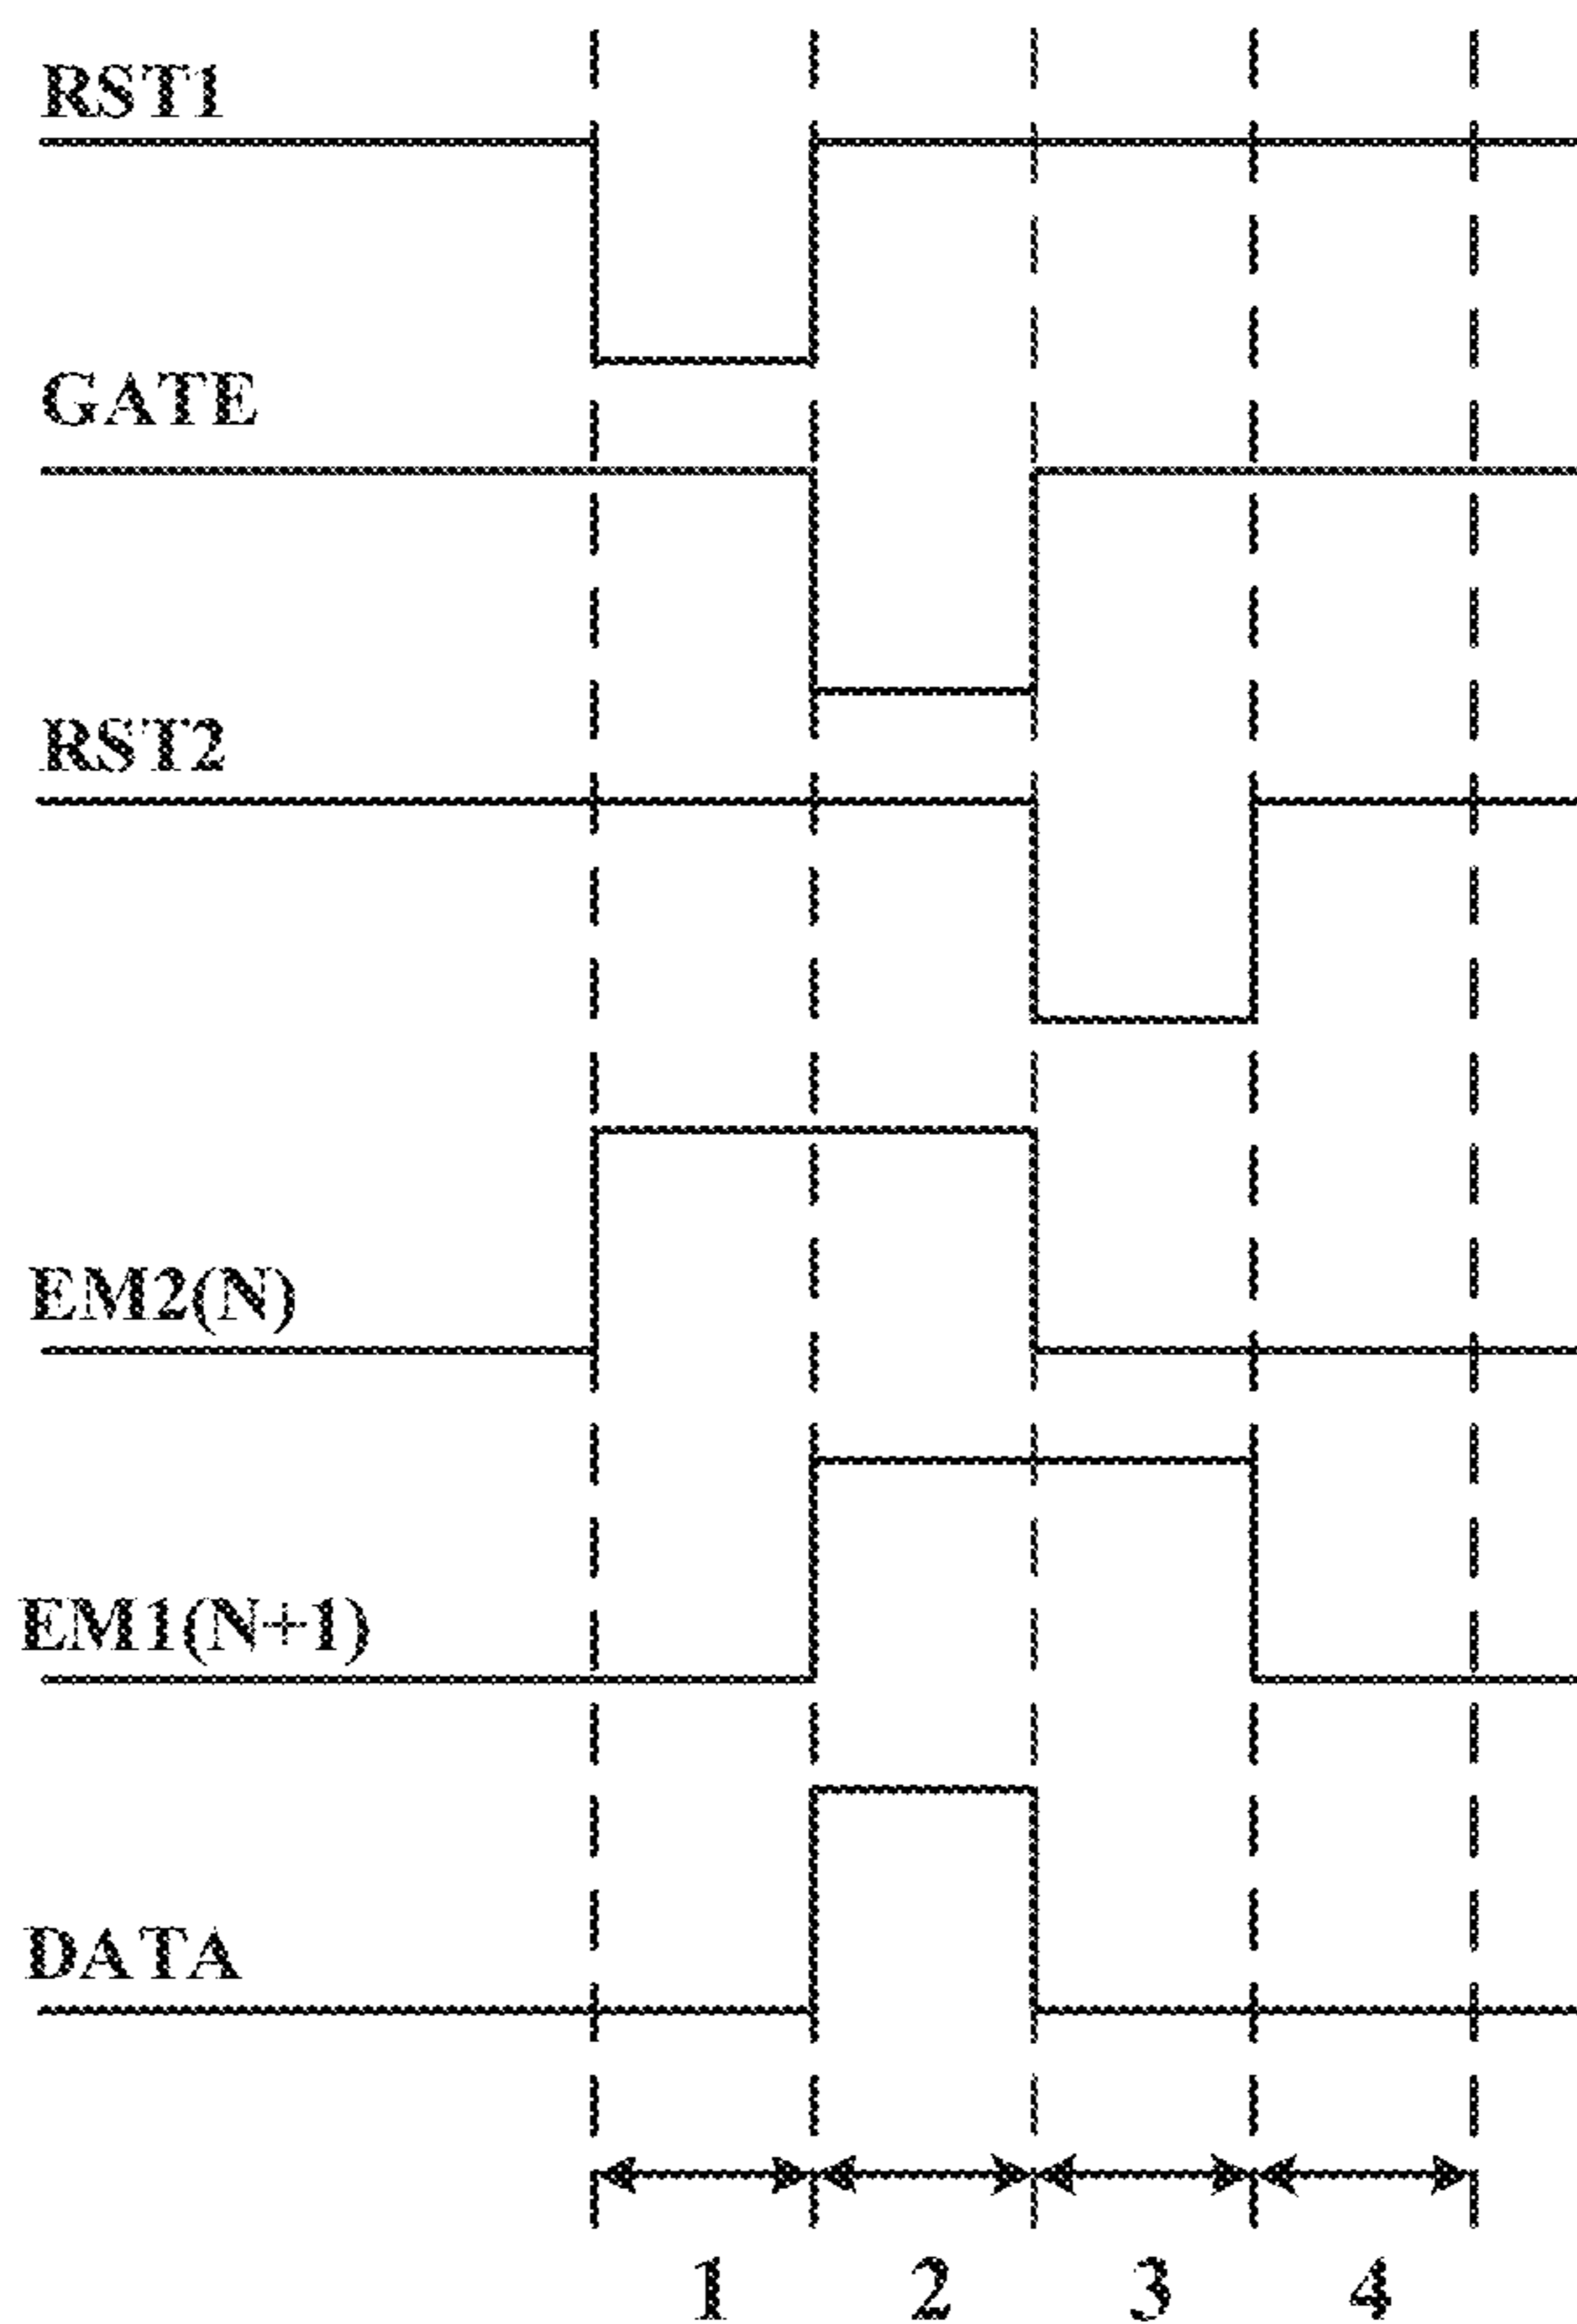 RST1
GATE
RST2
EM2(N)
EM1(N+1)
DATA
1 2 3 4